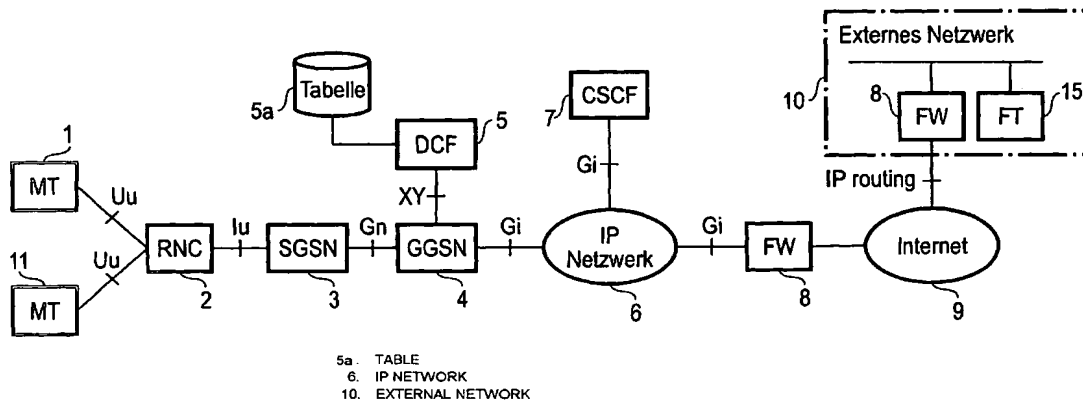 Externes Netzwerk
10
8
FW
FT
15
IP routing
5a
Tabelle
DCF
5
XY
7
CSCF
Gi
1
MT
Uu
11
MT
Uu
RNC
2
Iu
SGSN
3
Gn
GGSN
4
Gi
IP
Netzwerk
6
Gi
FW
8
Internet
9
5a. TABLE
6. IP NETWORK
10. EXTERNAL NETWORK